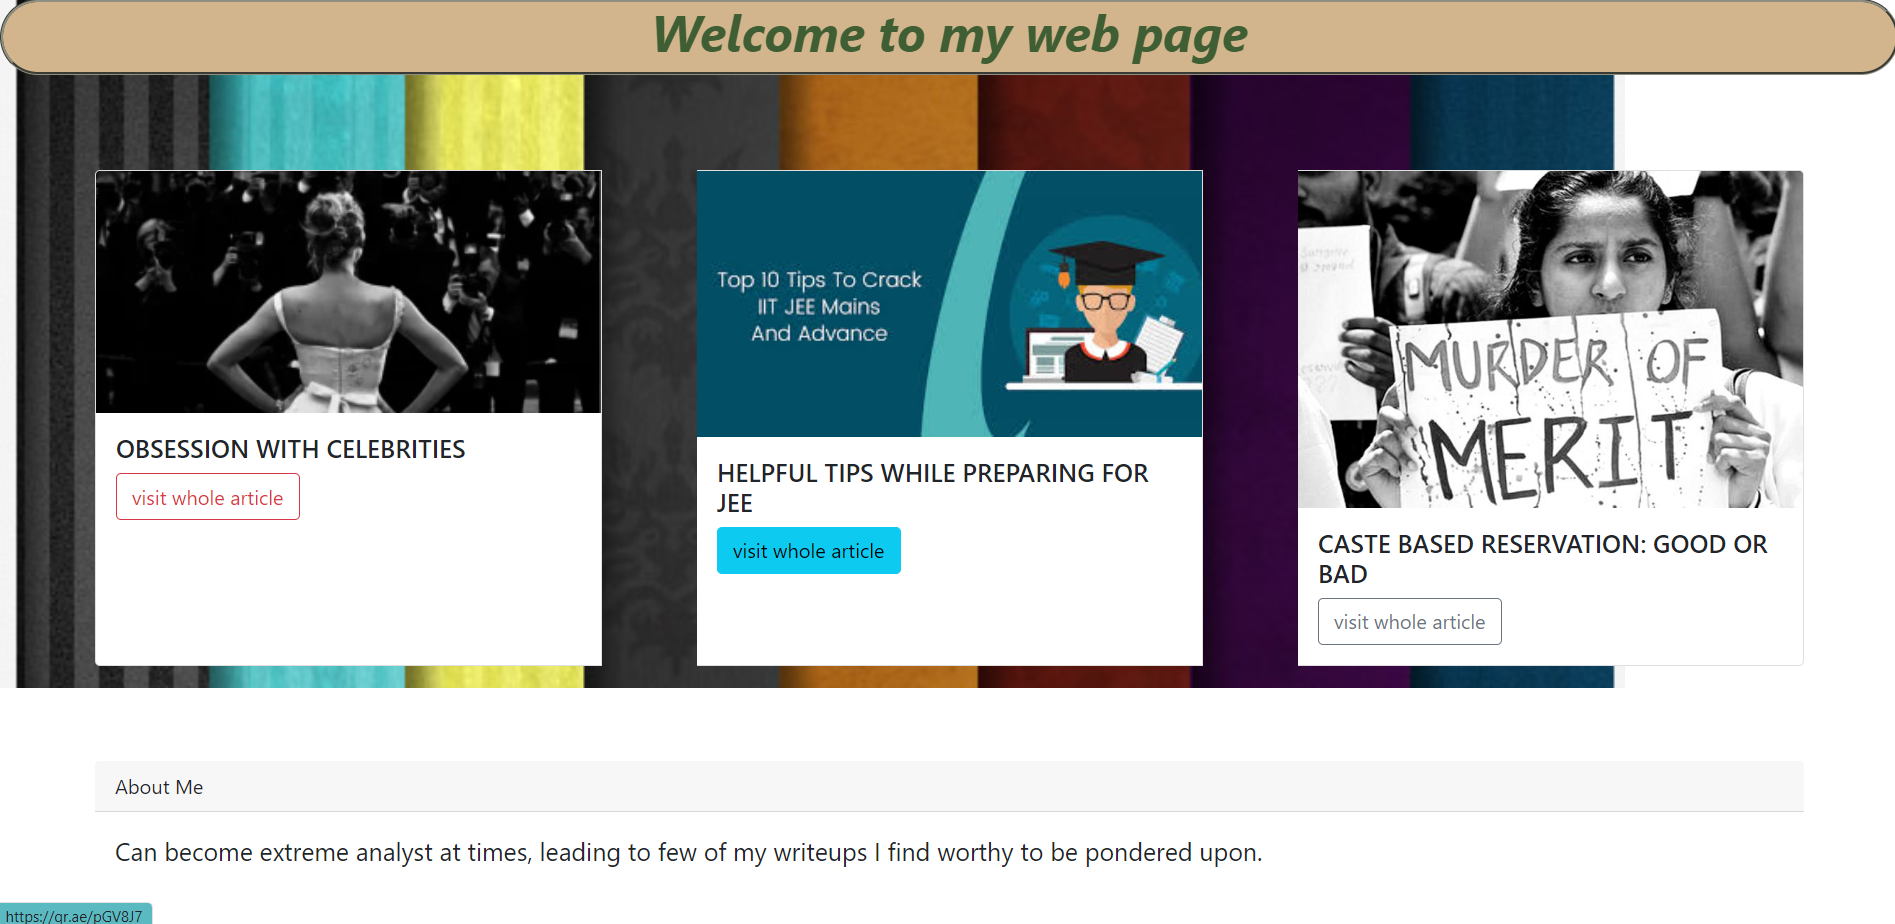 Welcome to my web page
Top 10 Tips To Crack
IIT JEE Mains
And Advance
MURDER OF
MERIT
OBSESSION WITH CELEBRITIES
visit whole article
HELPFUL TIPS WHILE PREPARING FOR
JEE
visit whole article
CASTE BASED RESERVATION: GOOD OR
BAD
visit whole article
About Me
Can become extreme analyst at times, leading to few of my writeups I find worthy to be pondered upon.
https://qr.ae/pGV8J7